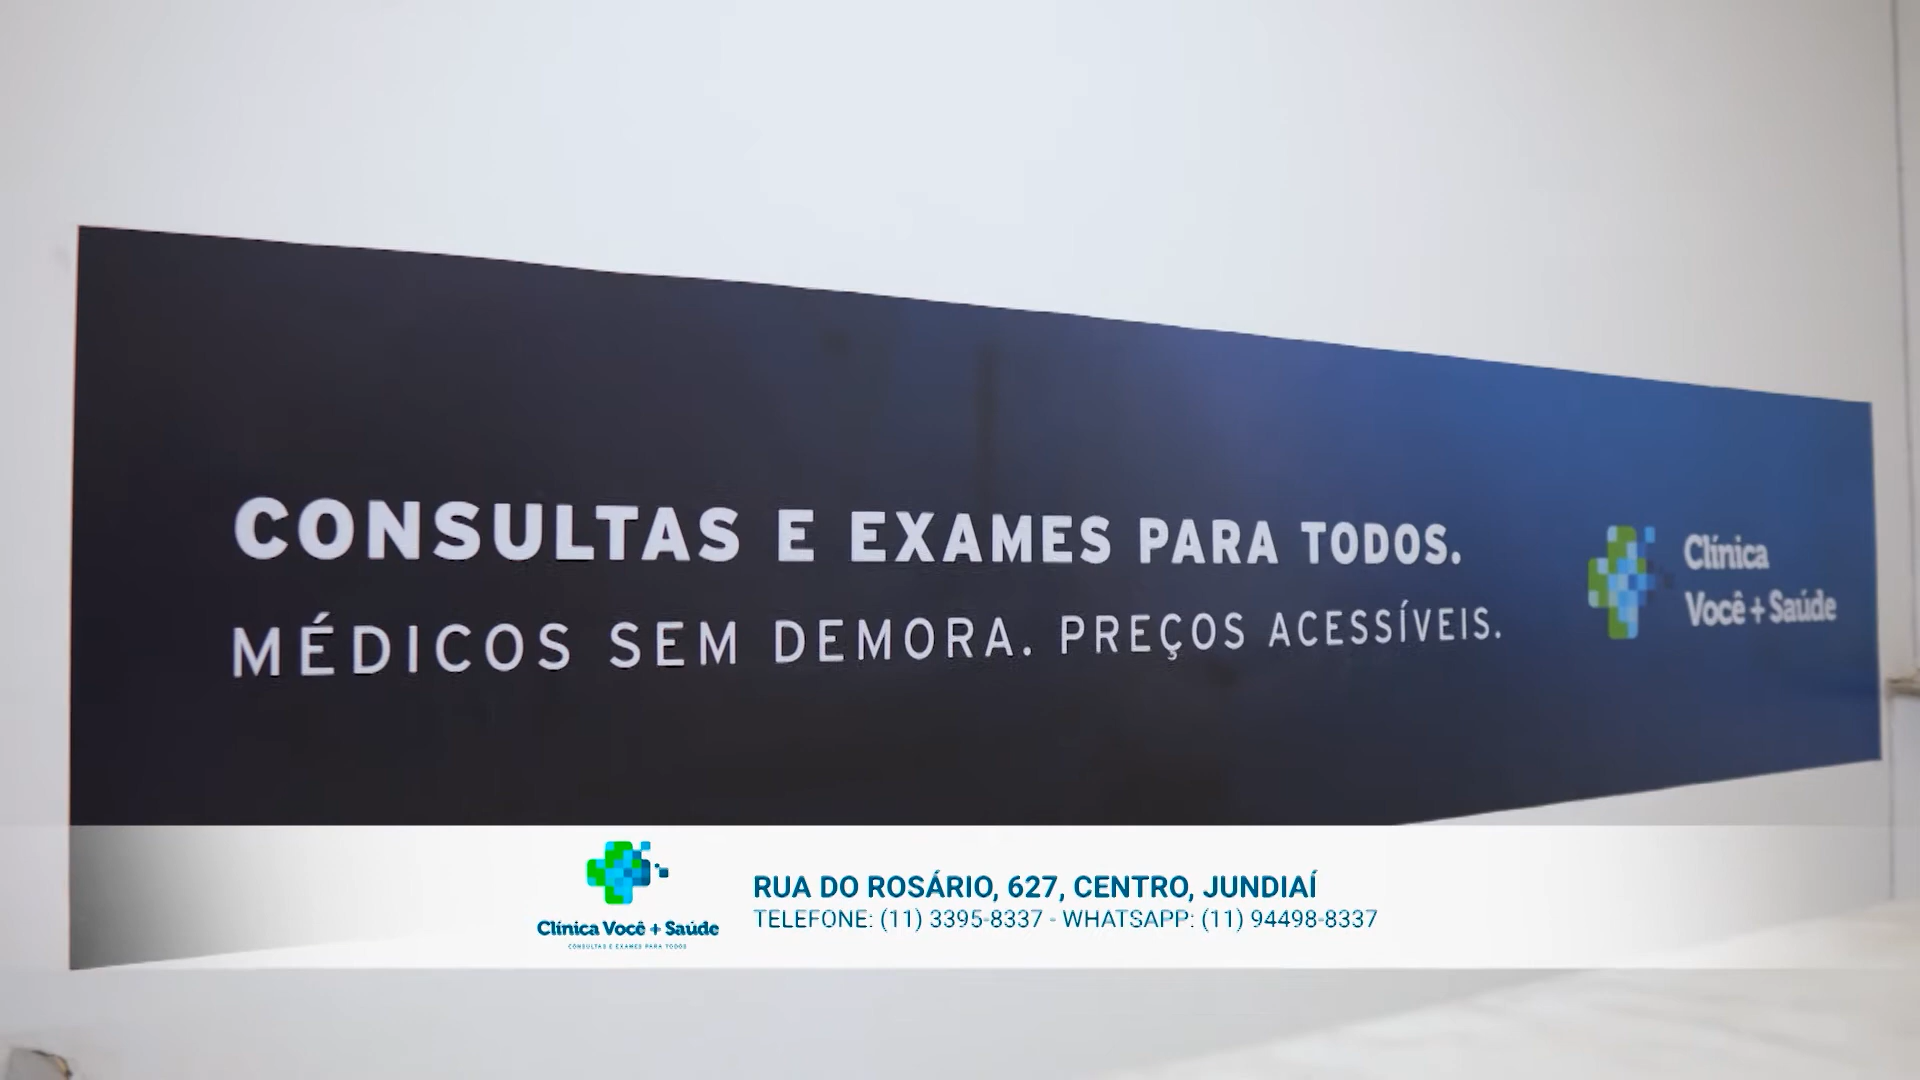 CONSULTAS E EXAMES PARA TODOS.
MÉDICOS SEM DEMORA. PREÇOS ACESSÍVEIS.
Clínica
Você + Saúde
Clínica Você + Saúde
CONSULTAS E EXAMES PARA TODOS
RUA DO ROSÁRIO, 627, CENTRO, JUNDIAÍ
TELEFONE: (11) 3395-8337 - WHATSAPP: (11) 94498-8337